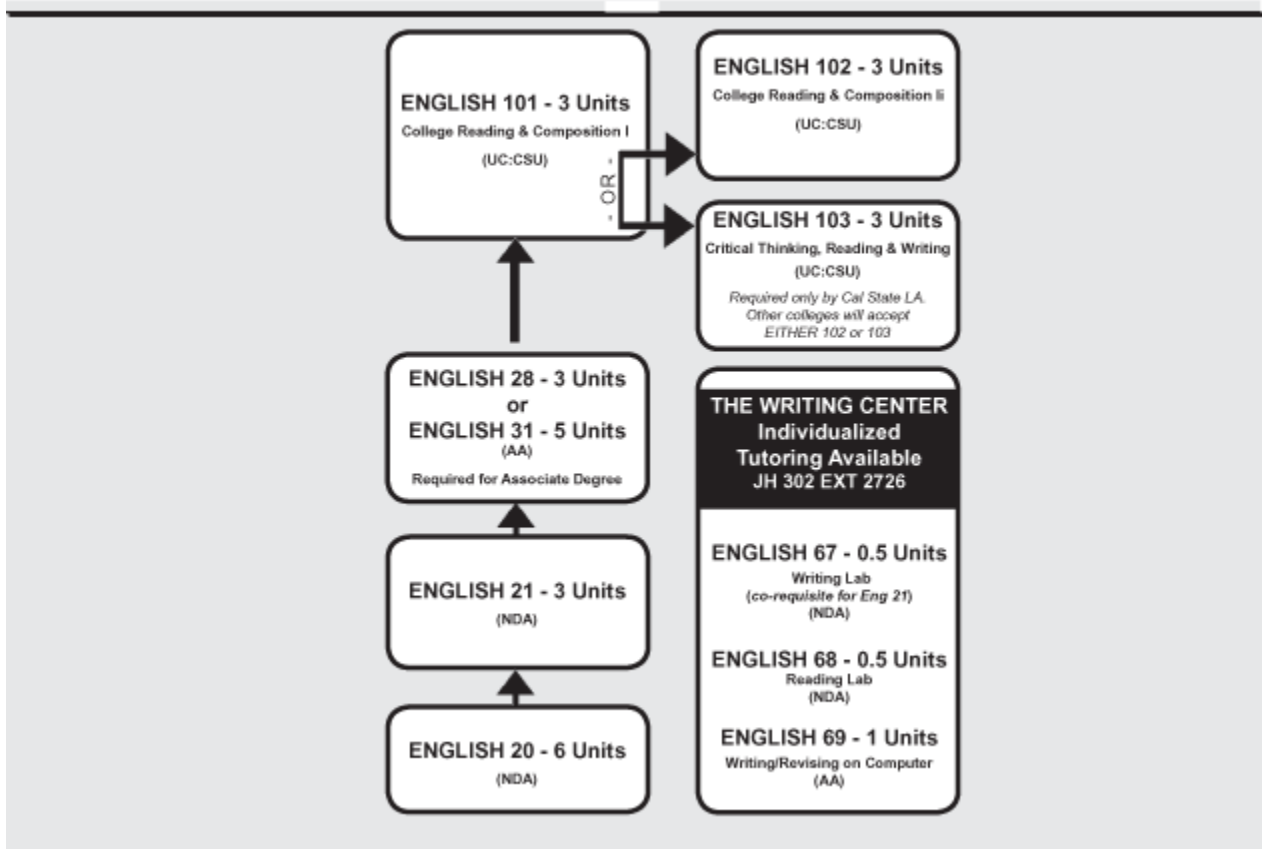 ENGLISH 101 - 3 Units
College Reading & Composition I
(UC:CSU)
- OR -
ENGLISH 102 - 3 Units
College Reading & Composition Ii
(UC:CSU)
ENGLISH 103 - 3 Units
Critical Thinking, Reading & Writing
(UC:CSU)
Required only by Cal State LA.
Other colleges will accept
EITHER 102 or 103
ENGLISH 28 - 3 Units
or
ENGLISH 31 - 5 Units
(AA)
Required for Associate Degree
ENGLISH 21 - 3 Units
(NDA)
ENGLISH 20 - 6 Units
(NDA)
THE WRITING CENTER
Individualized
Tutoring Available
JH 302 EXT 2726
ENGLISH 67 - 0.5 Units
Writing Lab
(co-requisite for Eng 21)
(NDA)
ENGLISH 68 - 0.5 Units
Reading Lab
(NDA)
ENGLISH 69 - 1 Units
Writing/Revising on Computer
(AA)